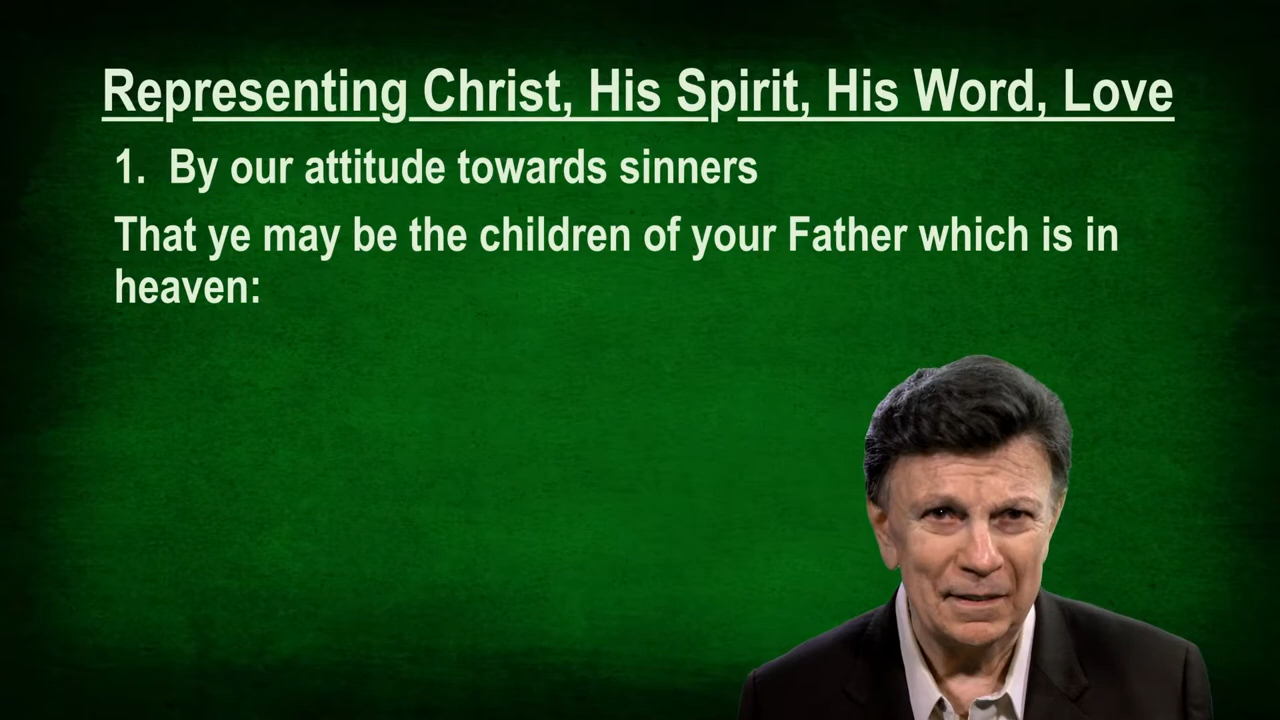 Representing Christ, His Spirit, His Word, Love
1. By our attitude towards sinners
That ye may be the children of your Father which is in
heaven: